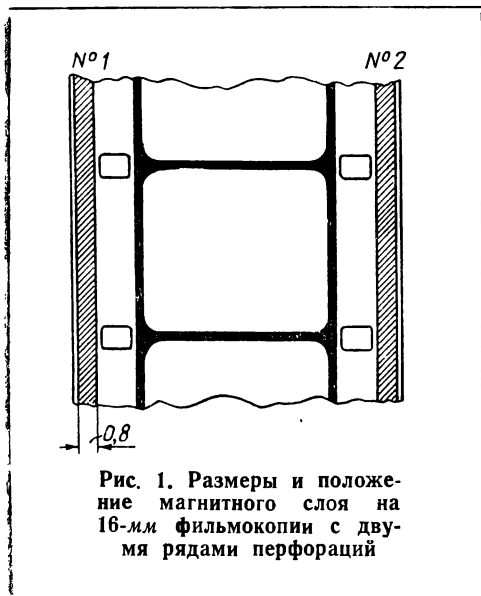 №1 №2
0,8
Рис. 1. Размеры и положе-
ние магнитного слоя на
16-мм фильмокопии с дву-
мя рядами перфораций